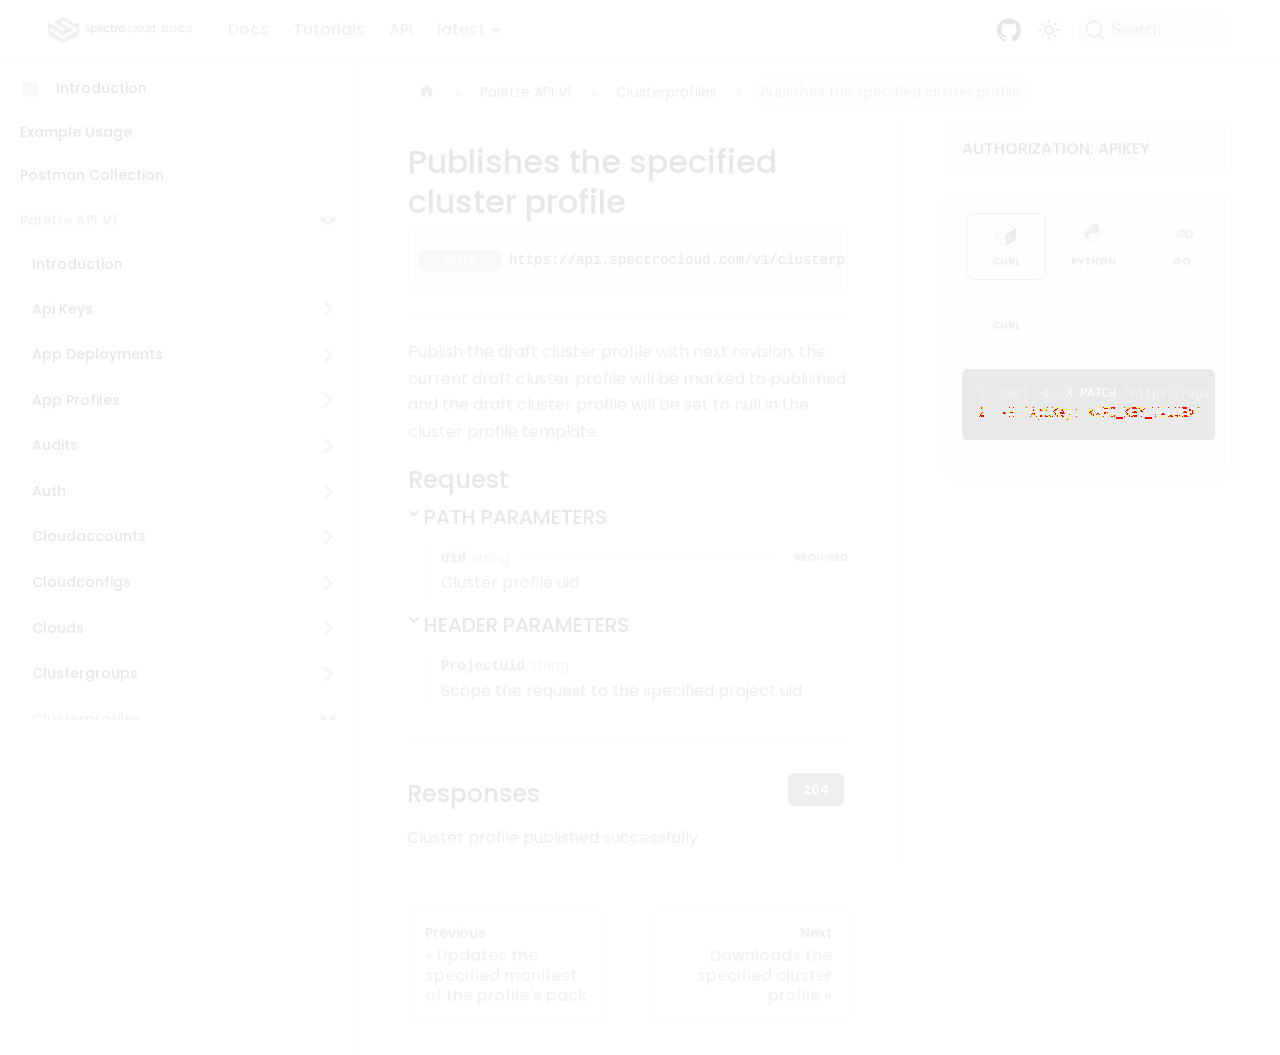 spectro cloud DOCS
Docs
Tutorials
API
latest
Search
Introduction
Example Usage
Postman Collection
Palette API V1
Introduction
Api Keys
App Deployments
App Profiles
Audits
Auth
Cloudaccounts
Cloudconfigs
Clouds
Clustergroups
Clusterprofiles
Palette API V1
Clusterprofiles
Publishes the specified cluster profile
Publishes the specified
cluster profile
PATCH https://api.spectrocloud.com/v1/clusterp
Publish the draft cluster profile with next revision, the
current draft cluster profile will be marked to published
and the draft cluster profile will be set to null in the
cluster profile template.
Request
PATH PARAMETERS
uid string REQUIRED
Cluster profile uid
HEADER PARAMETERS
ProjectUid string
Scope the request to the specified project uid
Responses
204
Cluster profile published successfully
Previous
« Updates the
specified manifest
of the profile's pack
Next
Downloads the
specified cluster
profile »
AUTHORIZATION: APIKEY
CURL
PYTHON
GO
GO
CURL
1 curl -L -X PATCH 'https://api.
2 -H 'ApiKey: <API_KEY_VALUE>'